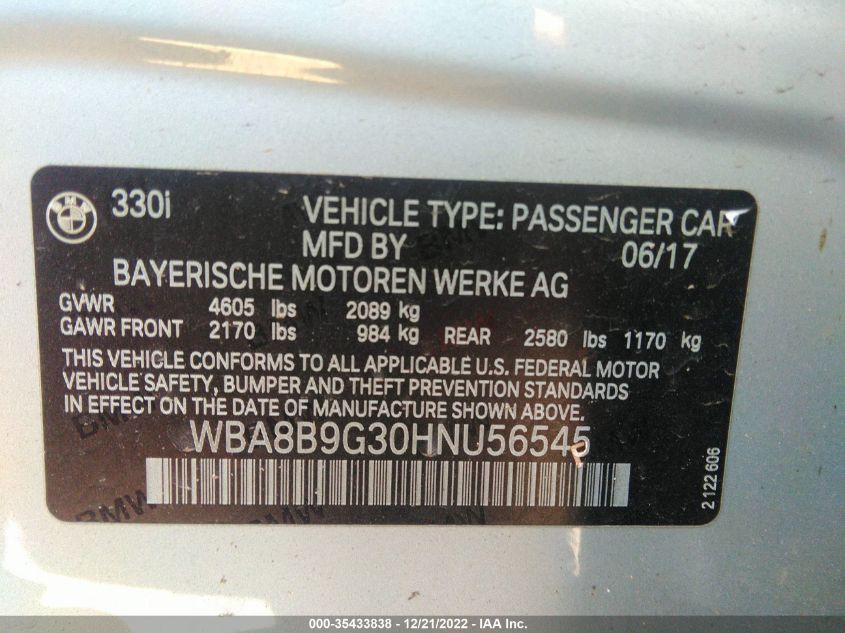 BMW 330i VEHICLE TYPE: PASSENGER CAR
MFD BY 06/17
BAYERISCHE MOTOREN WERKE AG
GVWR 4605 lbs 2089 kg
GAWR FRONT 2170 lbs 984 kg REAR 2580 lbs 1170 kg
THIS VEHICLE CONFORMS TO ALL APPLICABLE U.S. FEDERAL MOTOR
VEHICLE SAFETY, BUMPER AND THEFT PREVENTION STANDARDS
IN EFFECT ON THE DATE OF MANUFACTURE SHOWN ABOVE.
WBA8B9G30HNU56545
2 122 606
BMW
BMW
000-35433838 - 12/21/2022 - IAA Inc.